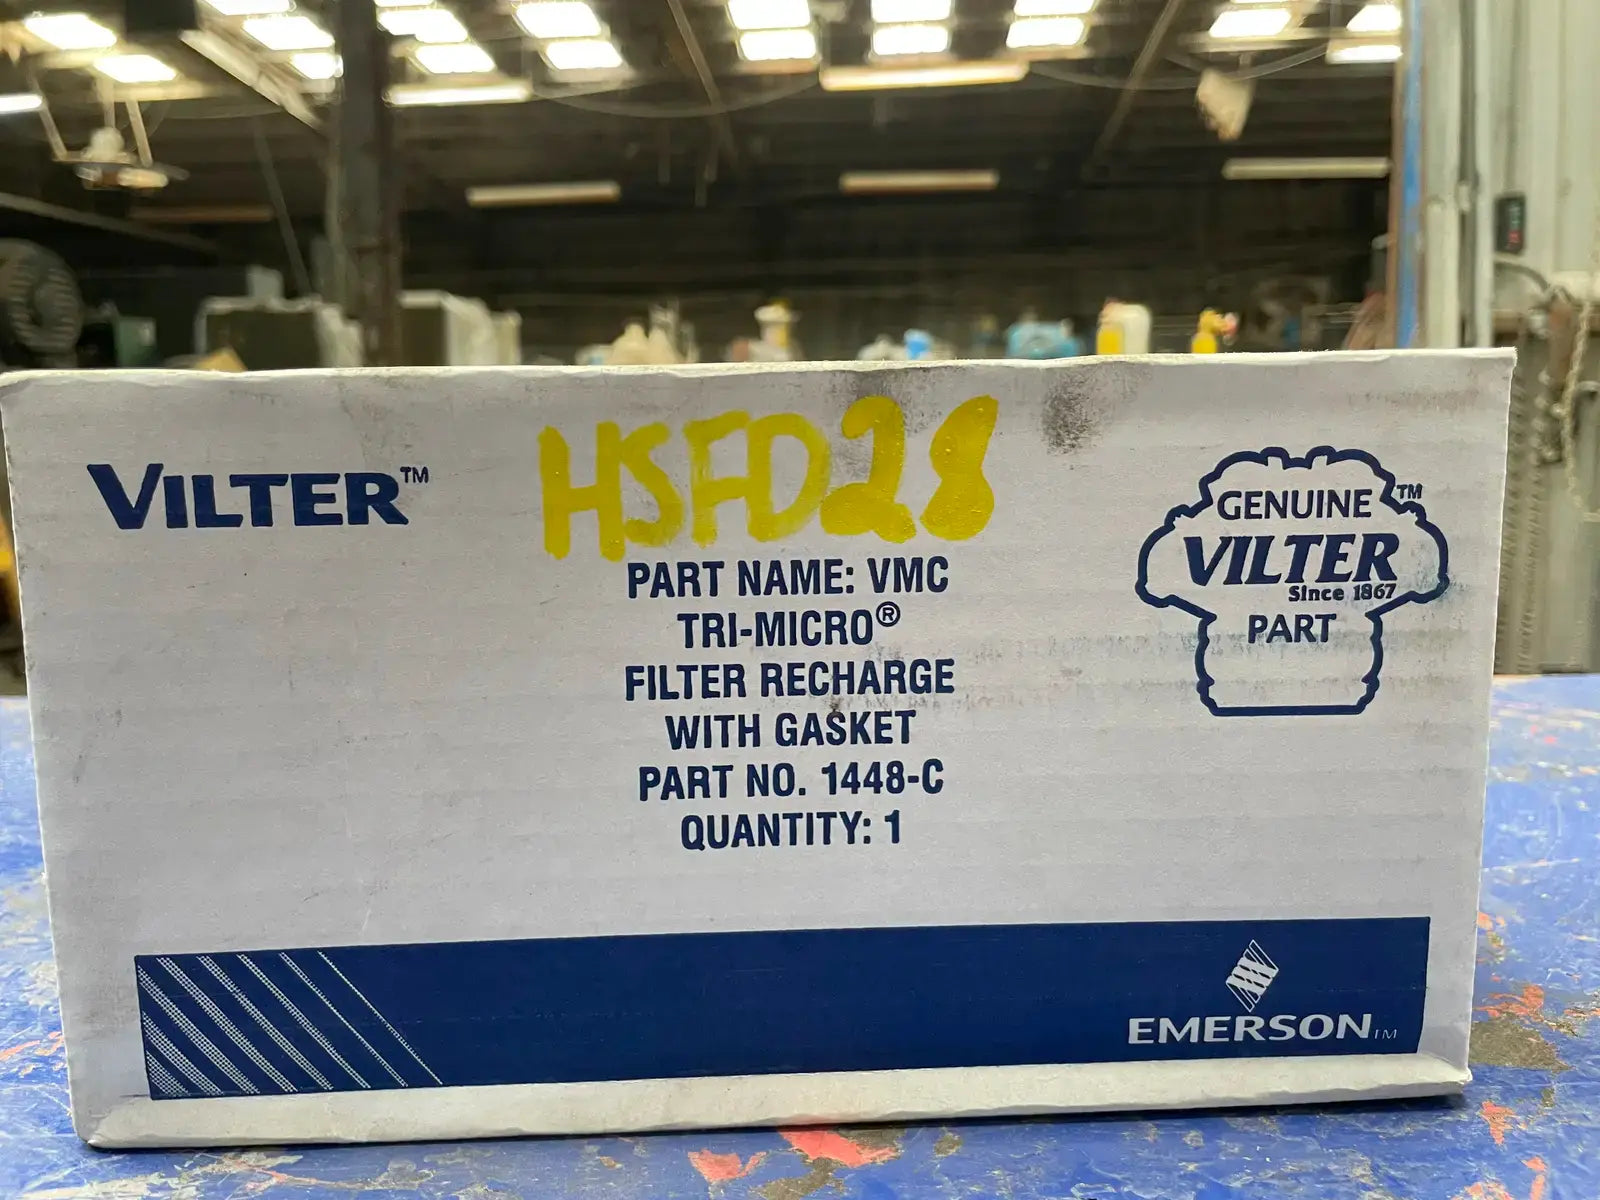 VILTER™
HSFD28
PART NAME: VMC
TRI-MICRO®
FILTER RECHARGE
WITH GASKET
PART NO. 1448-C
QUANTITY: 1
GENUINE™
VILTER
Since 1867
PART
EMERSON™